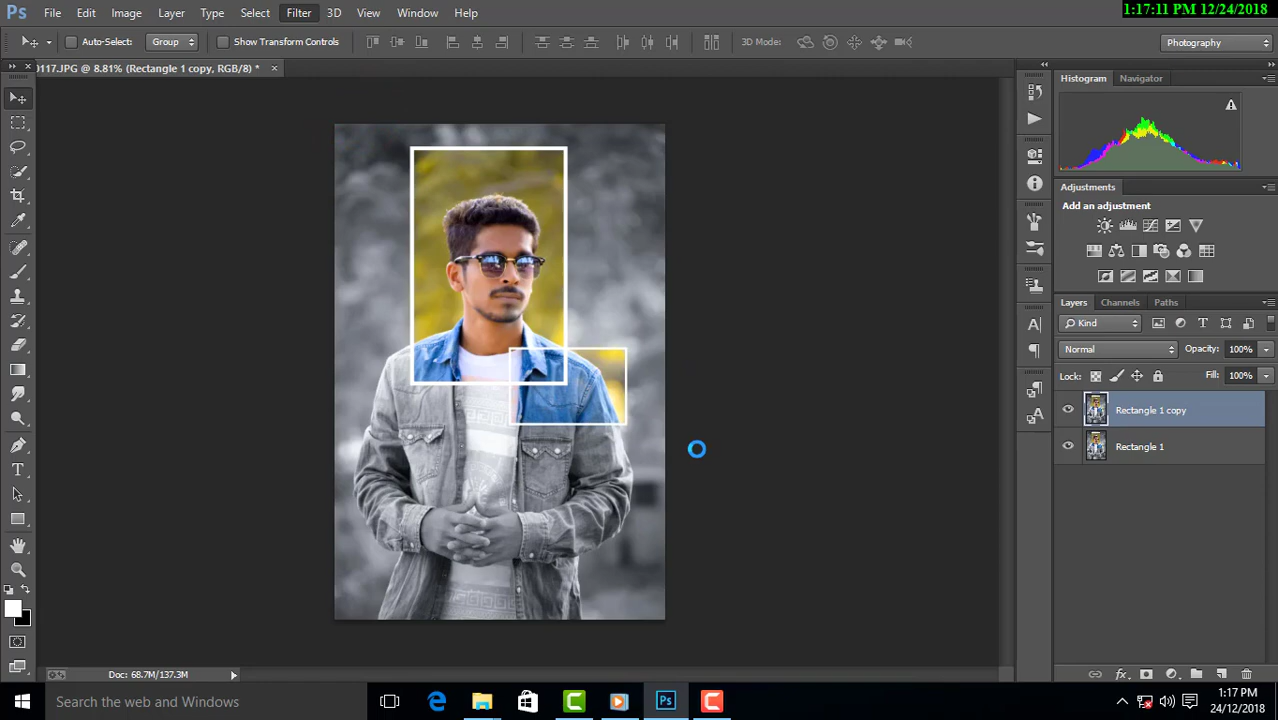 Ps File Edit Image Layer Type Select Filter 3D View Window Help
1:17:11 PM 12/24/2018
Auto-Select: Group Show Transform Controls 3D Mode: Photography
0117.JPG @ 8.81% (Rectangle 1 copy, RGB/8) * ×
Histogram Navigator
Adjustments
Add an adjustment
Layers Channels Paths
Kind
Normal Opacity: 100%
Lock: Fill: 100%
Rectangle 1 copy
Rectangle 1
Doc: 68.7M/137.3M
Search the web and Windows
1:17 PM
24/12/2018